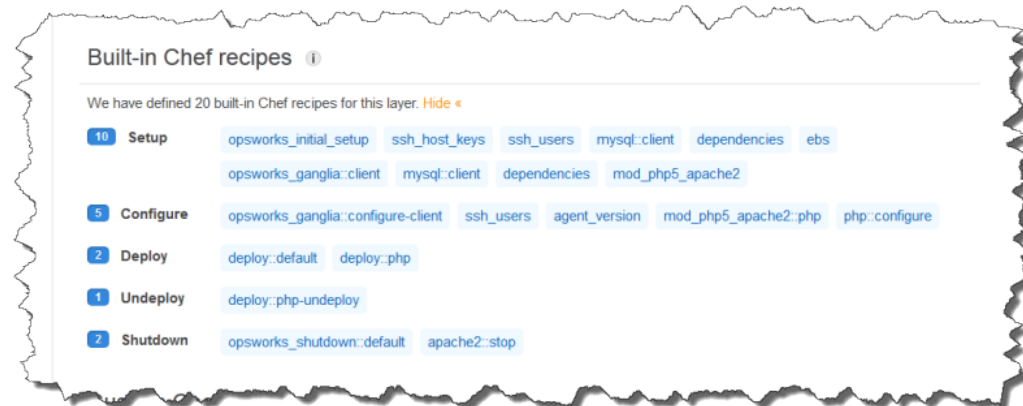 Built-in Chef recipes i
We have defined 20 built-in Chef recipes for this layer. Hide «
10 Setup opsworks_initial_setup ssh_host_keys ssh_users mysql::client dependencies ebs
opsworks_ganglia::client mysql::client dependencies mod_php5_apache2
5 Configure opsworks_ganglia::configure-client ssh_users agent_version mod_php5_apache2::php php::configure
2 Deploy deploy::default deploy::php
1 Undeploy deploy::php-undeploy
2 Shutdown opsworks_shutdown::default apache2::stop